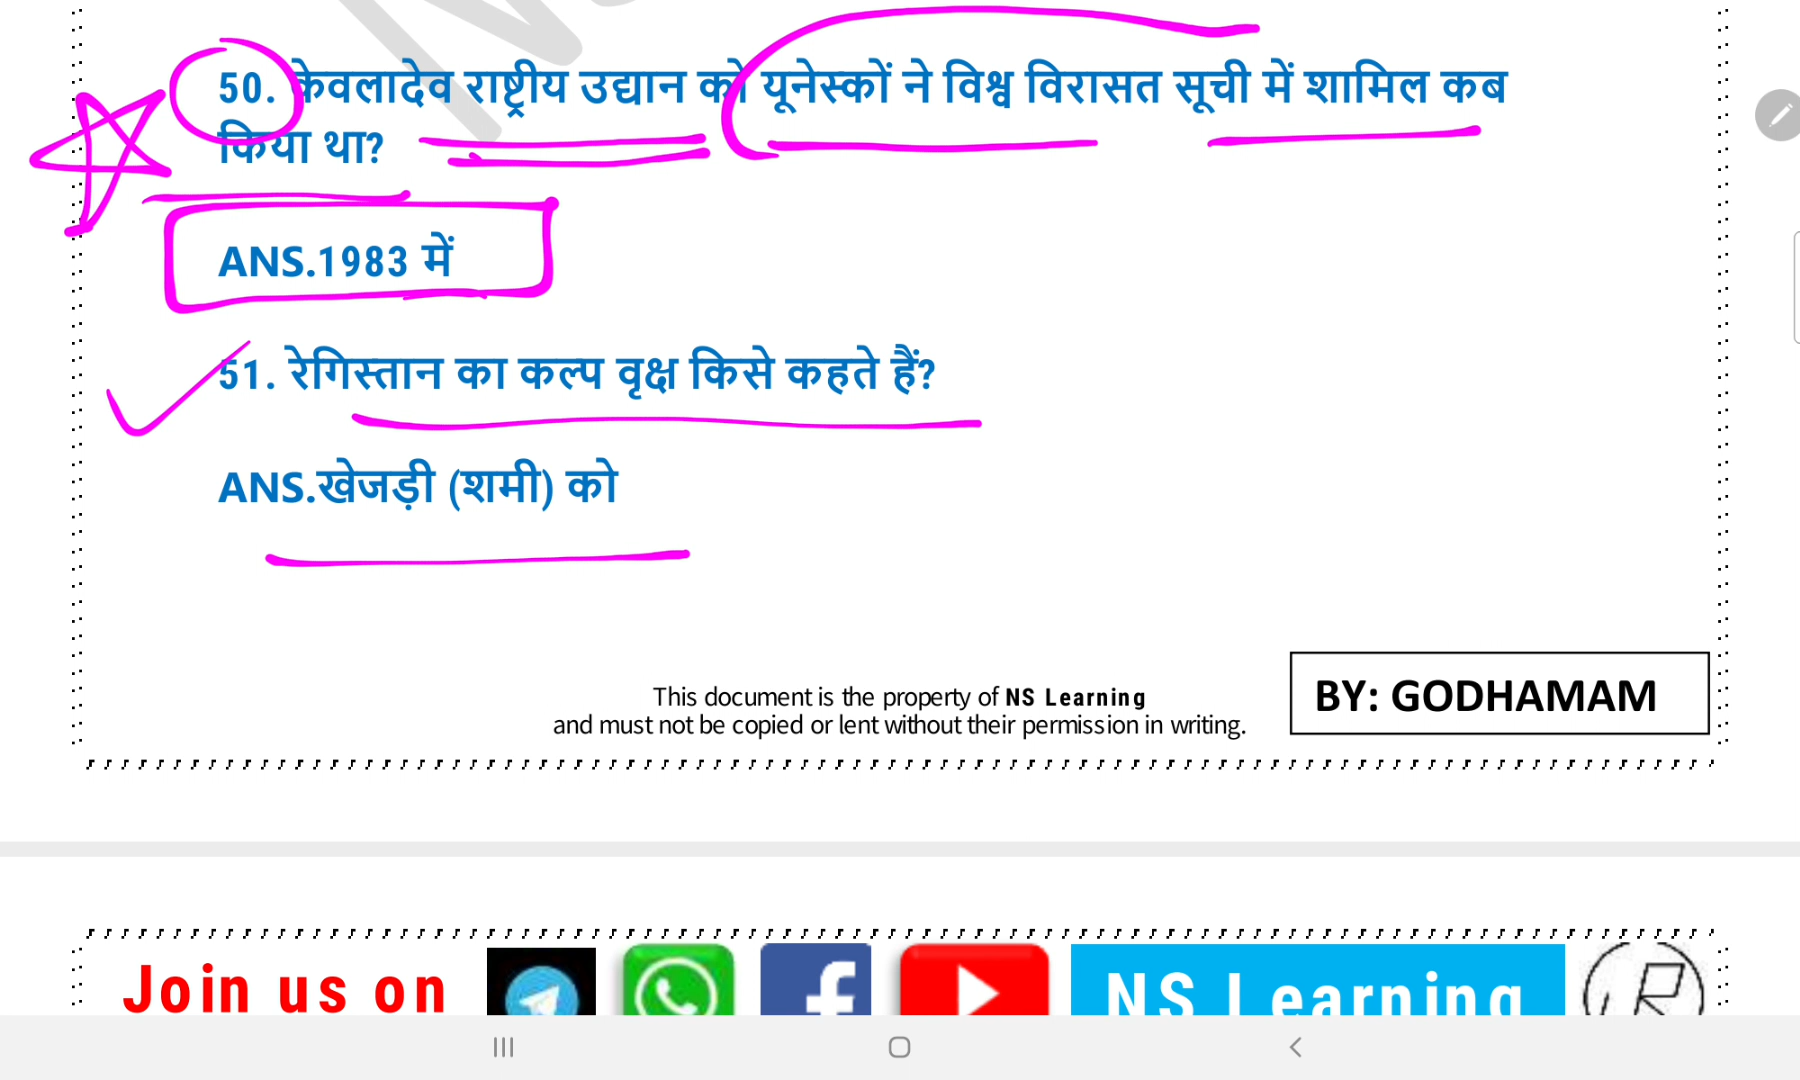 50. केवलादेव राष्ट्रीय उद्यान को यूनेस्कों ने विश्व विरासत सूची में शामिल कब
किया था?
ANS.1983 में
51. रेगिस्तान का कल्प वृक्ष किसे कहते हैं?
ANS.खेजड़ी (शमी) को
This document is the property of NS Learning
and must not be copied or lent without their permission in writing.
BY: GODHAMAM
Join us on
NS Learning